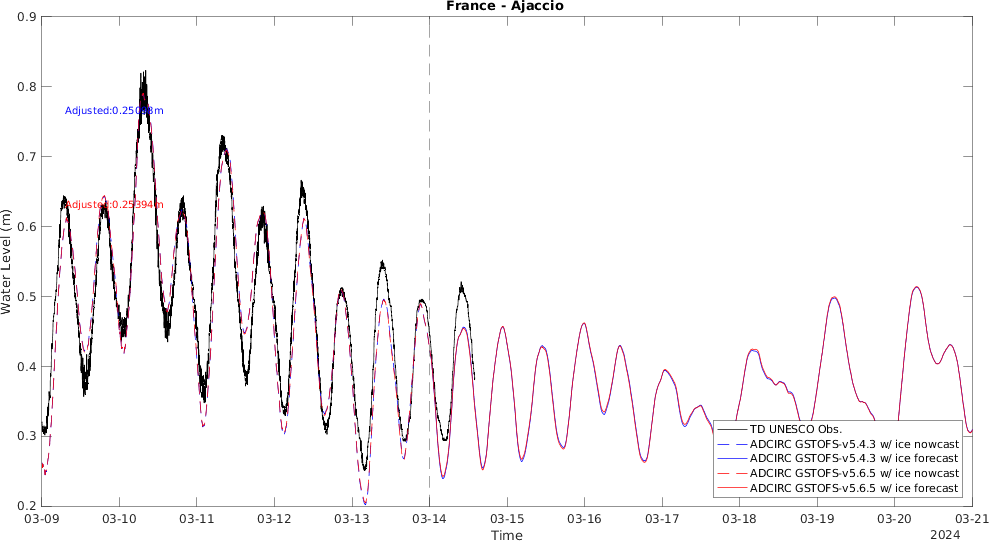 France - Ajaccio
0.9
0.8
0.7
0.6
0.5
0.4
0.3
0.2
Water Level (m)
Adjusted:0.25394m
TD UNESCO Obs.
ADCIRC GSTOFS-v5.4.3 w/ ice nowcast
ADCIRC GSTOFS-v5.4.3 w/ ice forecast
ADCIRC GSTOFS-v5.6.5 w/ ice nowcast
ADCIRC GSTOFS-v5.6.5 w/ ice forecast
03-09 03-10 03-11 03-12 03-13 03-14 03-15 03-16 03-17 03-18 03-19 03-20 03-21
Time
2024